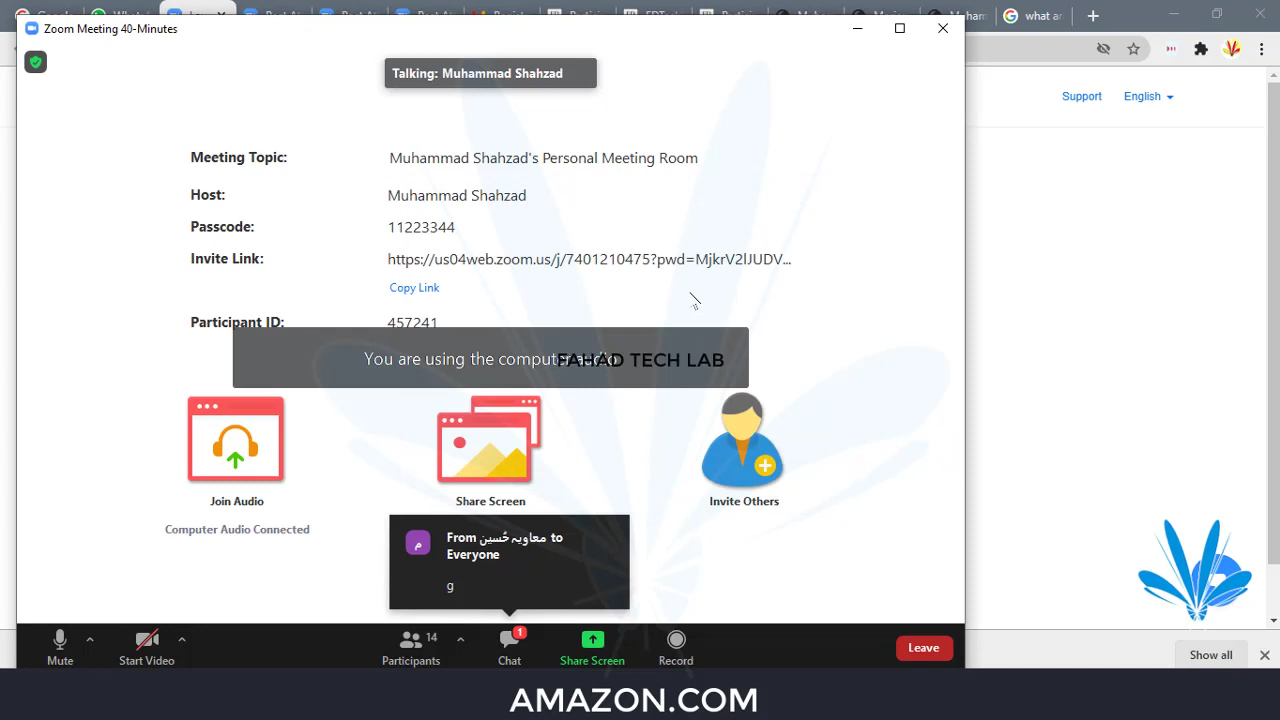 Zoom Meeting 40-Minutes
what ar
Talking: Muhammad Shahzad
Support
English
Meeting Topic:
Muhammad Shahzad's Personal Meeting Room
Host:
Muhammad Shahzad
Passcode:
11223344
Invite Link:
https://us04web.zoom.us/j/7401210475?pwd=MjkrV2lJUDV...
Copy Link
Participant ID:
457241
You are using the computer audio
FAHAD TECH LAB
Join Audio
Share Screen
Invite Others
Computer Audio Connected
م
From معاویہ حُسین to
Everyone
g
Mute
Start Video
14
Participants
1
Chat
Share Screen
Record
Leave
Show all
AMAZON.COM